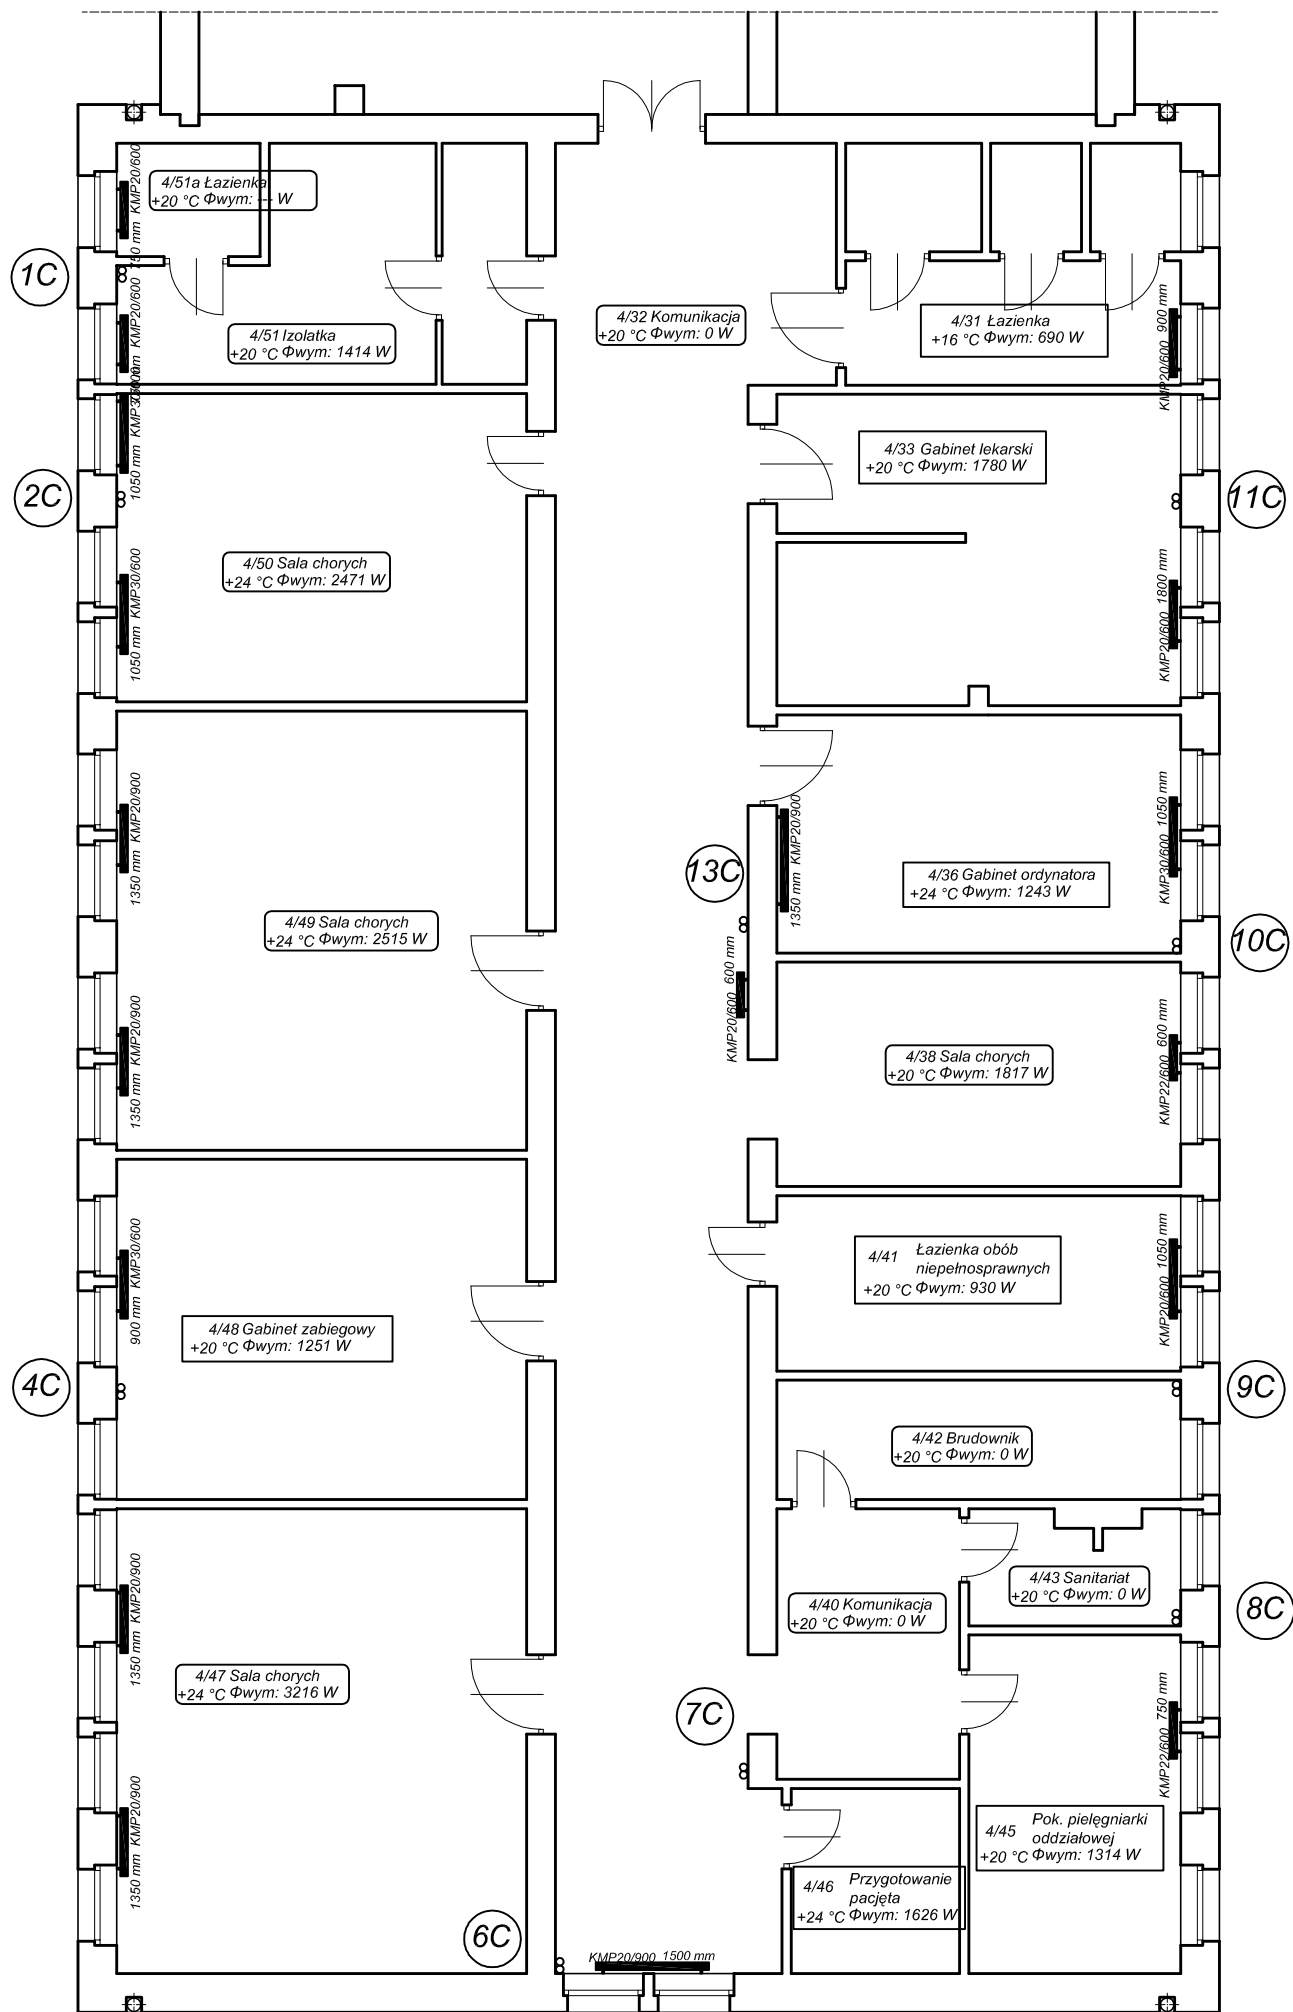 KMP20/600
750 mm
4/51a Łazienka
+20 °C Φwym: --- W
1C
KMP20/600
4/51 Izolatka
+20 °C Φwym: 1414 W
4/32 Komunikacja
+20 °C Φwym: 0 W
4/31 Łazienka
+16 °C Φwym: 690 W
KMP20/600 900 mm
1050 mm KMP30/600
2C
4/33 Gabinet lekarski
+20 °C Φwym: 1780 W
11C
4/50 Sala chorych
+24 °C Φwym: 2471 W
1050 mm KMP30/600
KMP20/600 1800 mm
1350 mm KMP20/900
1350 mm KMP20/900
KMP30/600 1050 mm
13C
4/36 Gabinet ordynatora
+24 °C Φwym: 1243 W
4/49 Sala chorych
+24 °C Φwym: 2515 W
10C
KMP20/600 600 mm
1350 mm KMP20/900
4/38 Sala chorych
+20 °C Φwym: 1817 W
KMP22/600 600 mm
900 mm KMP30/600
4/41 Łazienka obób
niepełnosprawnych
+20 °C Φwym: 930 W
KMP20/600 1050 mm
4/48 Gabinet zabiegowy
+20 °C Φwym: 1251 W
4C
9C
4/42 Brudownik
+20 °C Φwym: 0 W
1350 mm KMP20/900
4/43 Sanitariat
+20 °C Φwym: 0 W
4/40 Komunikacja
+20 °C Φwym: 0 W
8C
4/47 Sala chorych
+24 °C Φwym: 3216 W
7C
KMP22/600 750 mm
1350 mm KMP20/900
4/45 Pok. pielęgniarki
oddziałowej
+20 °C Φwym: 1314 W
4/46 Przygotowanie
pacjęta
+24 °C Φwym: 1626 W
6C
KMP20/900 1500 mm